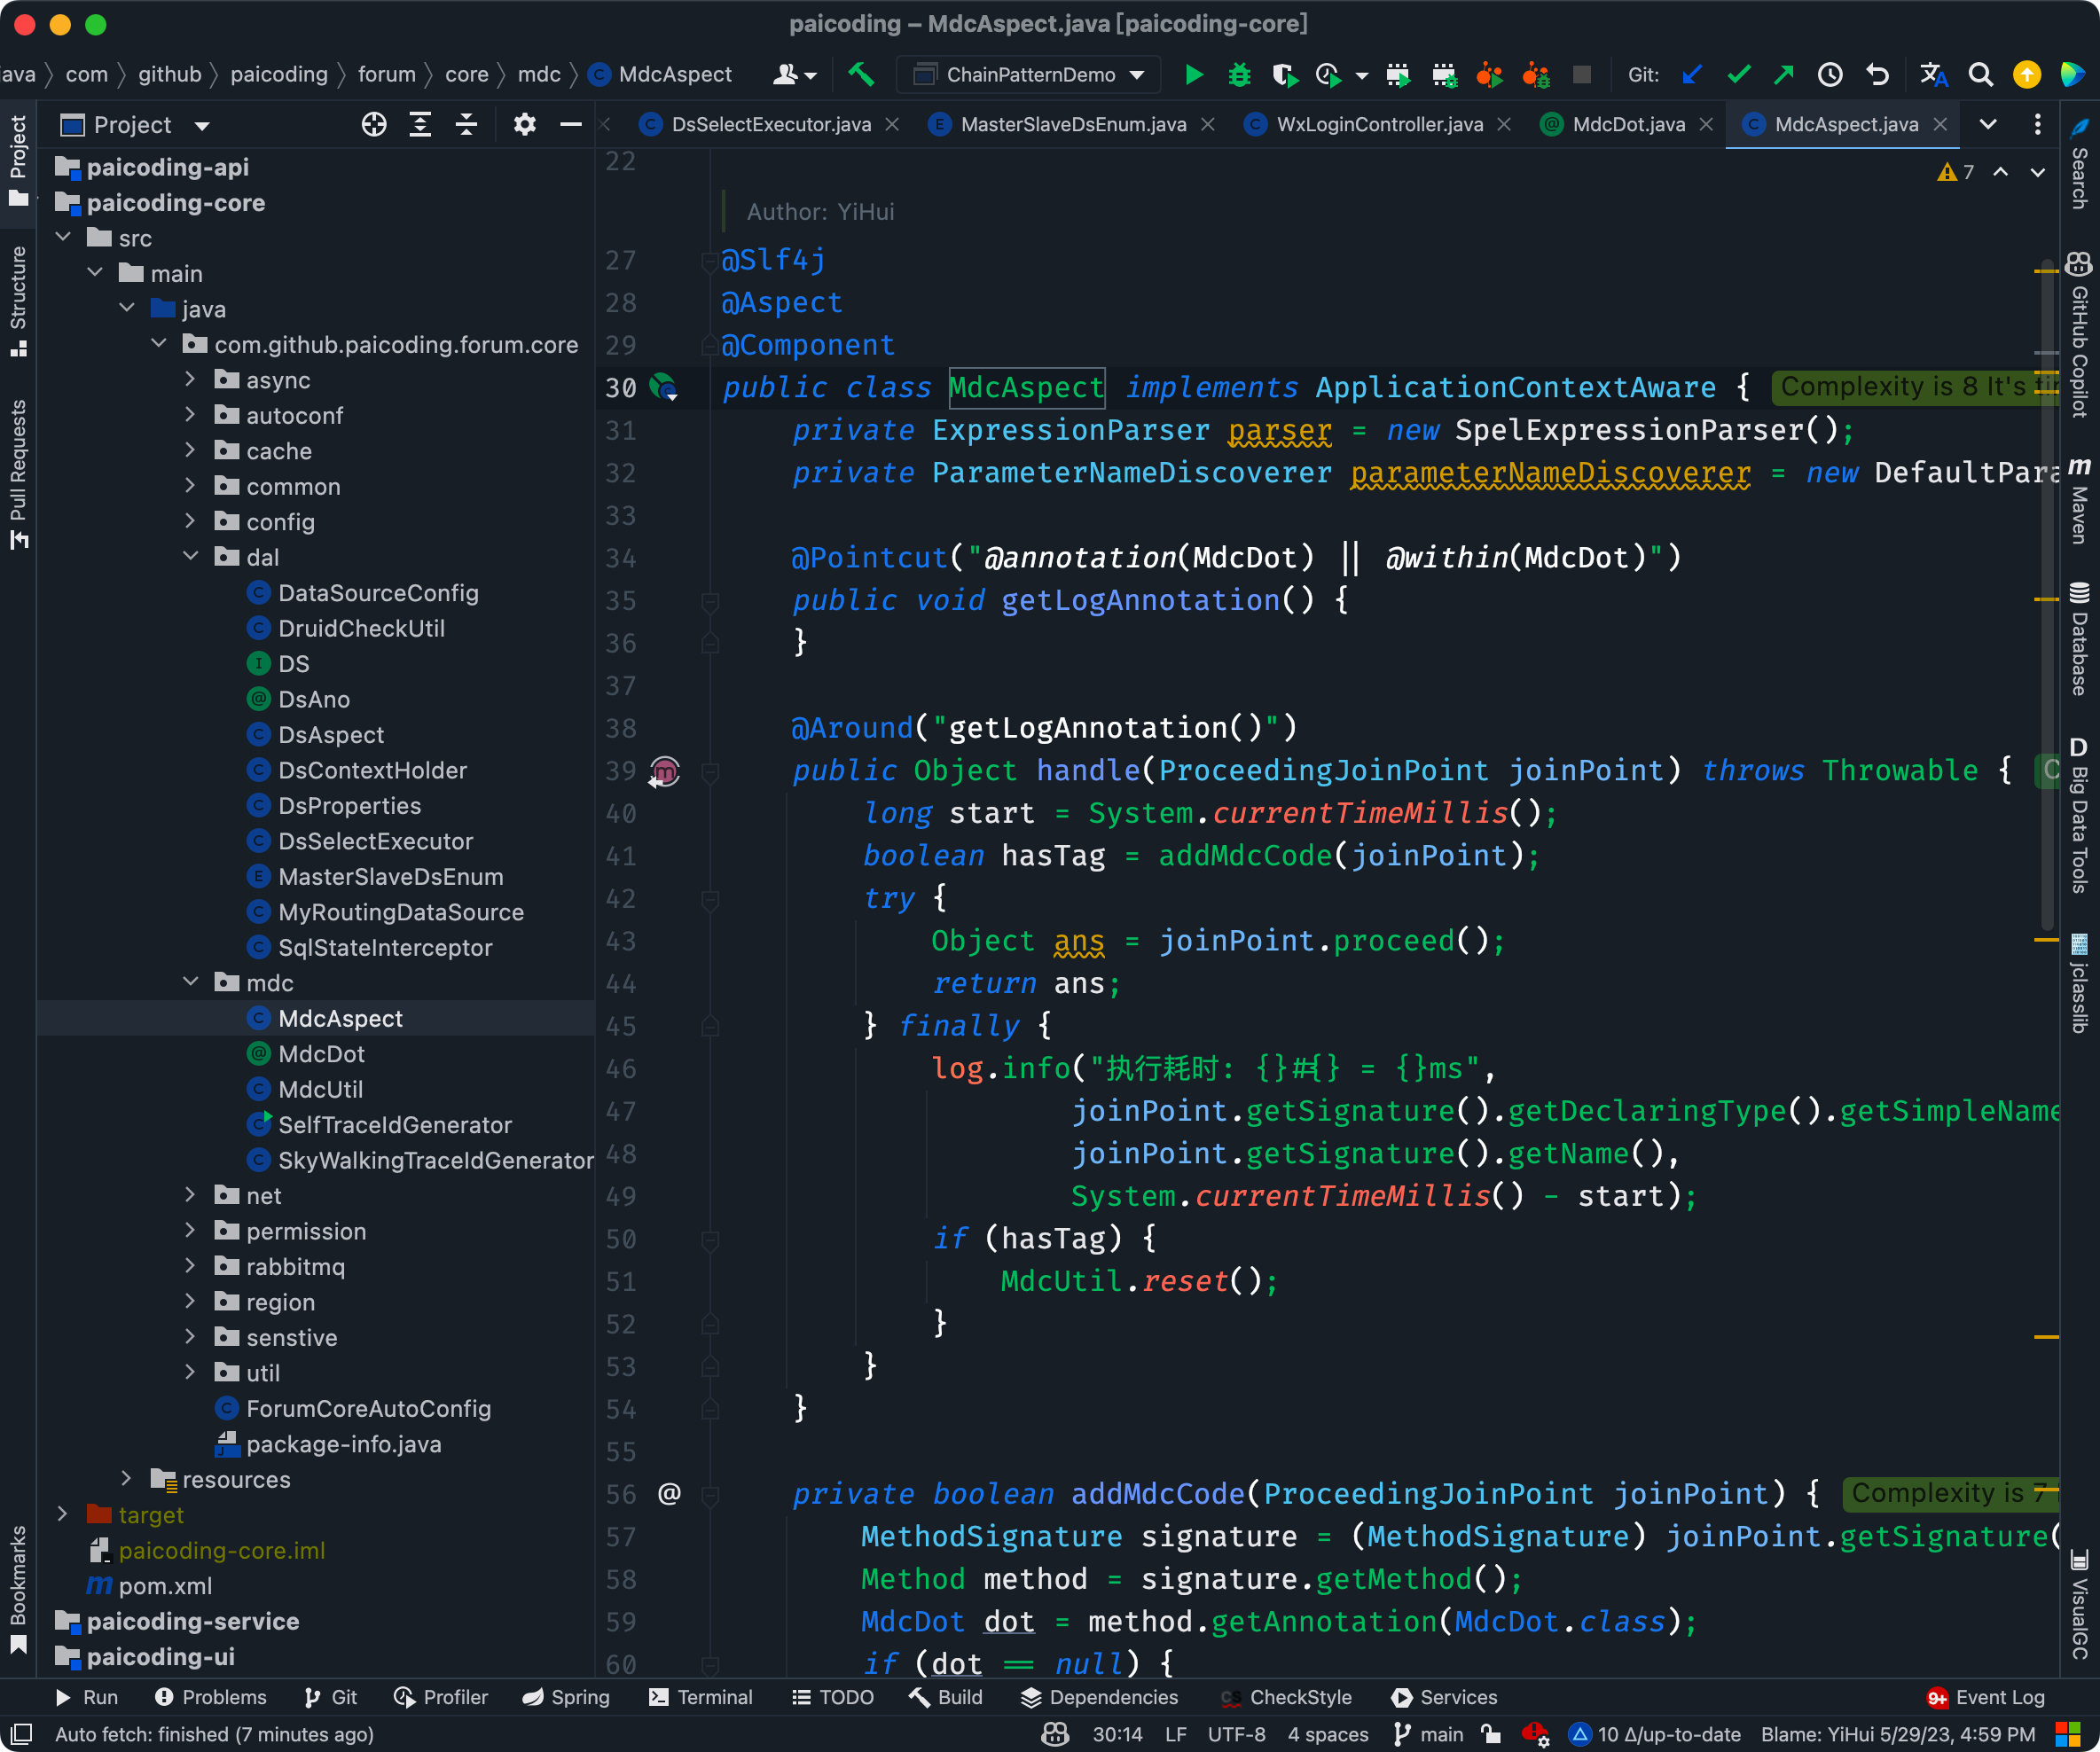 paicoding – MdcAspect.java [paicoding-core]
java com github paicoding forum core mdc MdcAspect ChainPatternDemo Git:
Project
DsSelectExecutor.java MasterSlaveDsEnum.java WxLoginController.java MdcDot.java MdcAspect.java
Project
Structure
Pull Requests
Bookmarks
paicoding-api
paicoding-core
src
main
java
com.github.paicoding.forum.core
async
autoconf
cache
common
config
dal
DataSourceConfig
DruidCheckUtil
DS
DsAno
DsAspect
DsContextHolder
DsProperties
DsSelectExecutor
MasterSlaveDsEnum
MyRoutingDataSource
SqlStateInterceptor
mdc
MdcAspect
MdcDot
MdcUtil
SelfTraceIdGenerator
SkyWalkingTraceIdGenerator
net
permission
rabbitmq
region
senstive
util
ForumCoreAutoConfig
package-info.java
resources
target
paicoding-core.iml
pom.xml
paicoding-service
paicoding-ui
7
22
Author: YiHui
27 @Slf4j
28 @Aspect
29 @Component
30 public class MdcAspect implements ApplicationContextAware { Complexity is 8 It's
31 private ExpressionParser parser = new SpelExpressionParser();
32 private ParameterNameDiscoverer parameterNameDiscoverer = new DefaultPara
33
34 @Pointcut("@annotation(MdcDot) || @within(MdcDot)")
35 public void getLogAnnotation() {
36 }
37
38 @Around("getLogAnnotation()")
39 public Object handle(ProceedingJoinPoint joinPoint) throws Throwable { C
40 long start = System.currentTimeMillis();
41 boolean hasTag = addMdcCode(joinPoint);
42 try {
43 Object ans = joinPoint.proceed();
44 return ans;
45 } finally {
46 log.info("执行耗时: {}#{} = {}ms",
47 joinPoint.getSignature().getDeclaringType().getSimpleName
48 joinPoint.getSignature().getName(),
49 System.currentTimeMillis() - start);
50 if (hasTag) {
51 MdcUtil.reset();
52 }
53 }
54 }
55
56 @ private boolean addMdcCode(ProceedingJoinPoint joinPoint) { Complexity is 7
57 MethodSignature signature = (MethodSignature) joinPoint.getSignature(
58 Method method = signature.getMethod();
59 MdcDot dot = method.getAnnotation(MdcDot.class);
60 if (dot == null) {
Search
GitHub Copilot
Maven
Database
Big Data Tools
jclasslib
VisualGC
Run Problems Git Profiler Spring Terminal TODO Build Dependencies CheckStyle Services 9+ Event Log
Auto fetch: finished (7 minutes ago) 30:14 LF UTF-8 4 spaces main 10 Δ/up-to-date Blame: YiHui 5/29/23, 4:59 PM